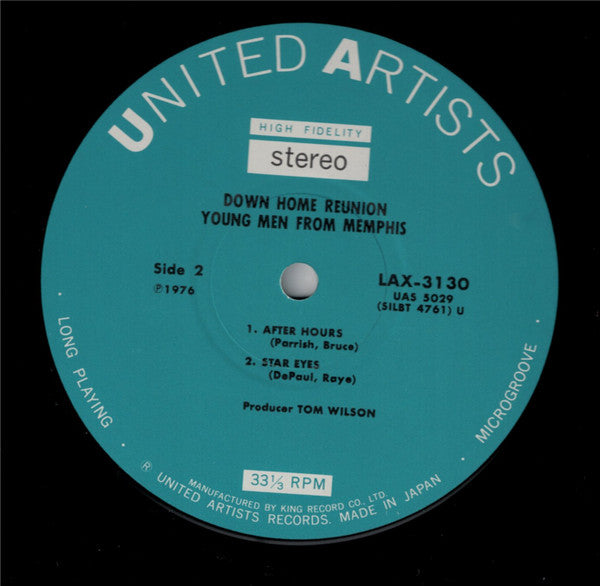 UNITED ARTISTS
HIGH FIDELITY
stereo
DOWN HOME REUNION
YOUNG MEN FROM MEMPHIS
Side 2
℗1976
LAX-3130
UAS 5029
(SILBT 4761) U
1. AFTER HOURS
(Parrish, Bruce)
2. STAR EYES
(DePaul, Raye)
Producer TOM WILSON
33⅓ RPM
· LONG PLAYING ·
· MICROGROOVE ·
MANUFACTURED BY KING RECORD CO., LTD.
® UNITED ARTISTS RECORDS. MADE IN JAPAN